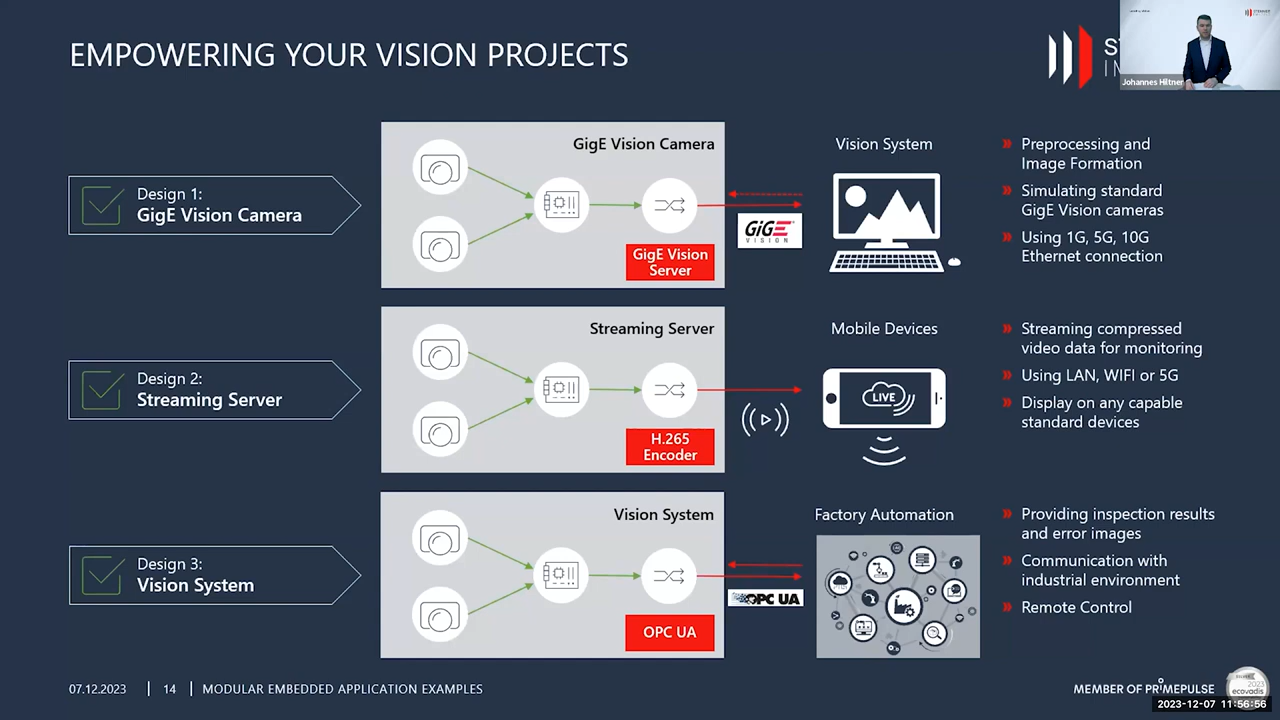 EMPOWERING YOUR VISION PROJECTS
Johannes Hiltner
Design 1:
GigE Vision Camera
GigE Vision Camera
GigE Vision
Server
GiGE
VISION
Vision System
Preprocessing and
Image Formation
Simulating standard
GigE Vision cameras
Using 1G, 5G, 10G
Ethernet connection
Design 2:
Streaming Server
Streaming Server
H.265
Encoder
Mobile Devices
LIVE
Streaming compressed
video data for monitoring
Using LAN, WIFI or 5G
Display on any capable
standard devices
Design 3:
Vision System
Vision System
OPC UA
OPC UA
Factory Automation
Providing inspection results
and error images
Communication with
industrial environment
Remote Control
07.12.2023
14
MODULAR EMBEDDED APPLICATION EXAMPLES
MEMBER OF PRIMEPULSE
2023
ecovadis
2023-12-07 11:56:56